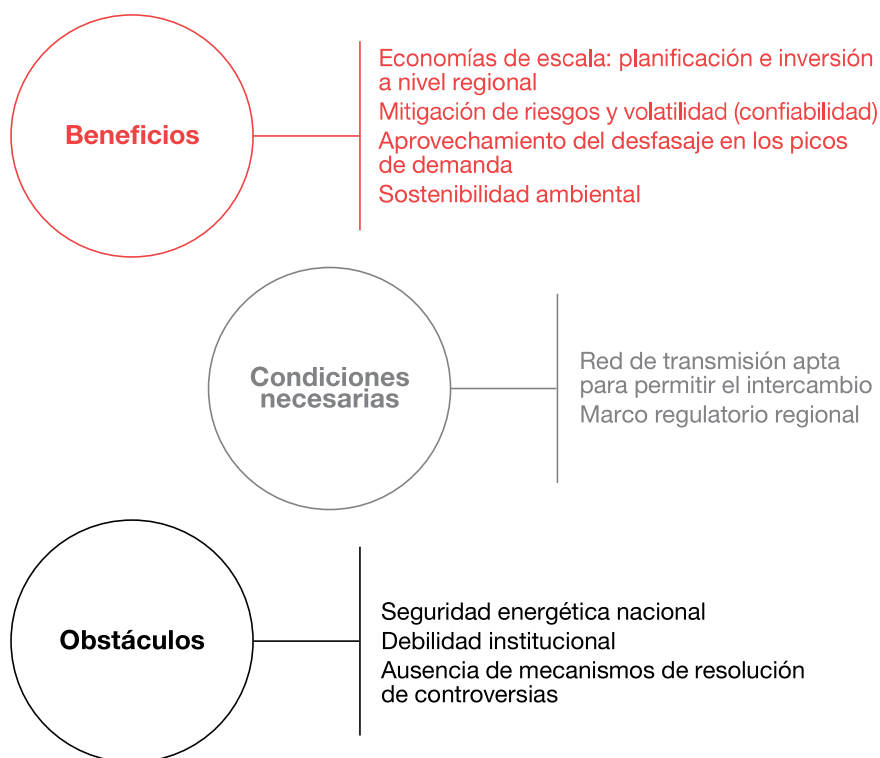 Beneficios
Economías de escala: planificación e inversión
a nivel regional
Mitigación de riesgos y volatilidad (confiabilidad)
Aprovechamiento del desfasaje en los picos
de demanda
Sostenibilidad ambiental
Condiciones
necesarias
Red de transmisión apta
para permitir el intercambio
Marco regulatorio regional
Obstáculos
Seguridad energética nacional
Debilidad institucional
Ausencia de mecanismos de resolución
de controversias